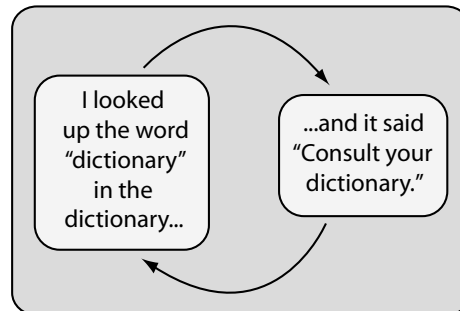 I looked
up the word
“dictionary”
in the
dictionary...
...and it said
“Consult your
dictionary.”